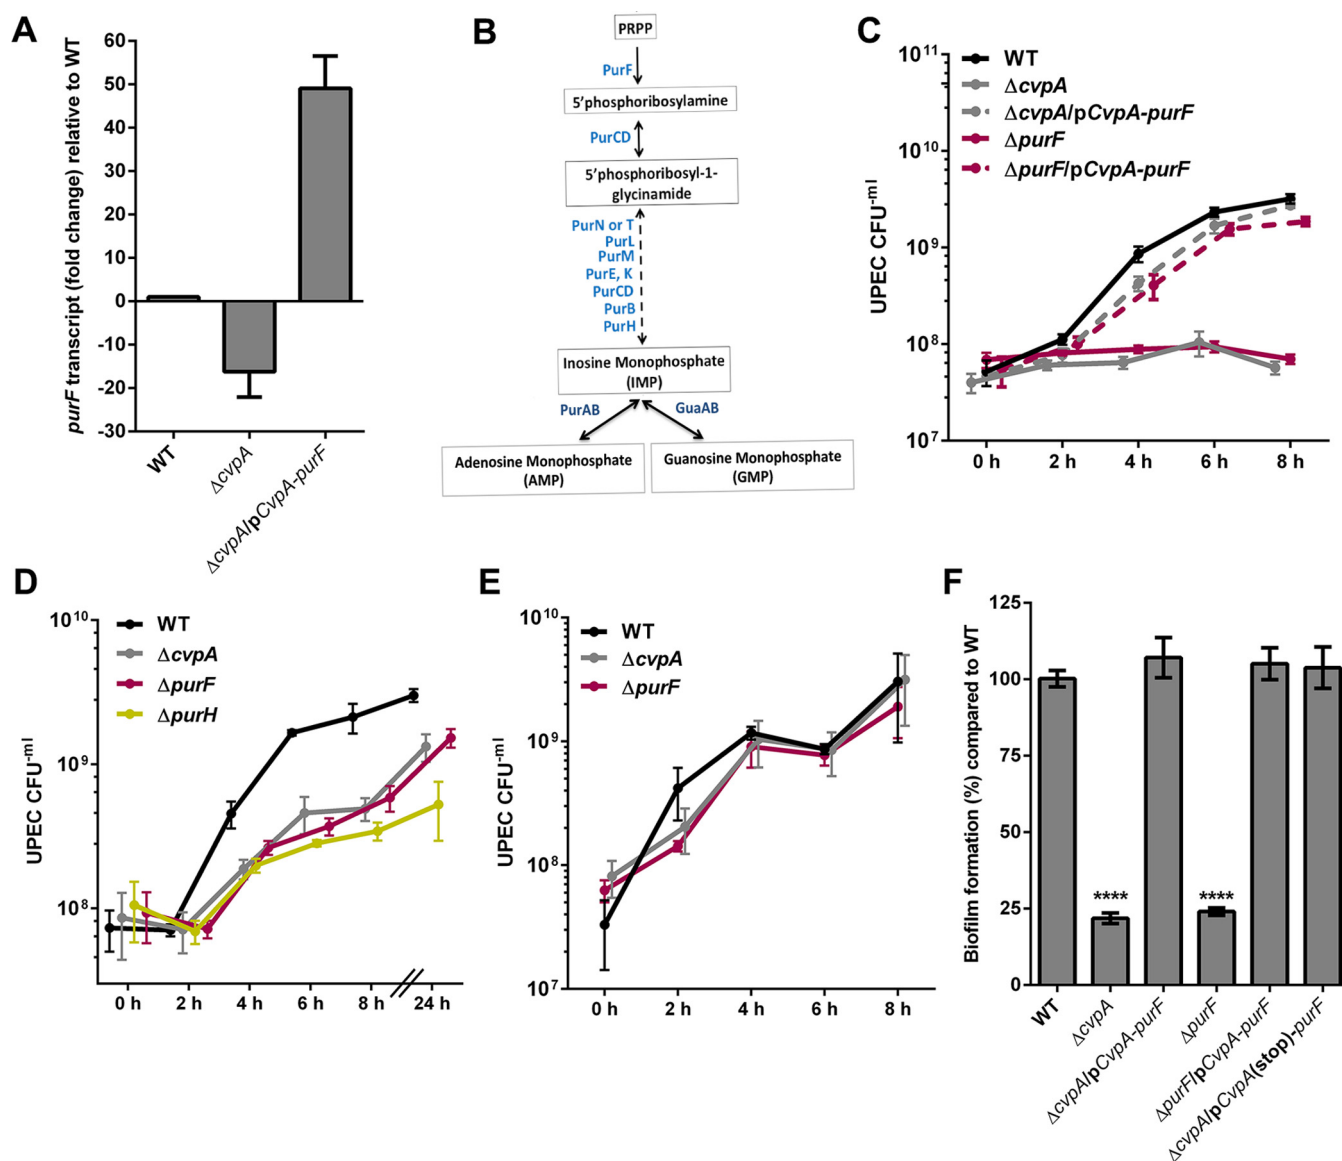 A
purF transcript (fold change) relative to WT
60
50
40
30
20
10
0
-10
-20
-30
WT
ΔcvpA
ΔcvpA/pCvpA-purF
B
PRPP
PurF
5'phosphoribosylamine
PurCD
5'phosphoribosyl-1-
glycinamide
PurN or T
PurL
PurM
PurE, K
PurCD
PurB
PurH
Inosine Monophosphate
(IMP)
PurAB
GuaAB
Adenosine Monophosphate
(AMP)
Guanosine Monophosphate
(GMP)
C
UPEC CFU-ml
10^11
10^10
10^9
10^8
10^7
WT
ΔcvpA
ΔcvpA/pCvpA-purF
ΔpurF
ΔpurF/pCvpA-purF
0 h 2 h 4 h 6 h 8 h
D
UPEC CFU-ml
10^10
10^9
10^8
WT
ΔcvpA
ΔpurF
ΔpurH
0 h 2 h 4 h 6 h 8 h 24 h
E
UPEC CFU-ml
10^10
10^9
10^8
10^7
WT
ΔcvpA
ΔpurF
0 h 2 h 4 h 6 h 8 h
F
Biofilm formation (%) compared to WT
125
100
75
50
25
0
****
****
WT
ΔcvpA
ΔcvpA/pCvpA-purF
ΔpurF
ΔpurF/pCvpA-purF
ΔcvpA/pCvpA(stop)-purF